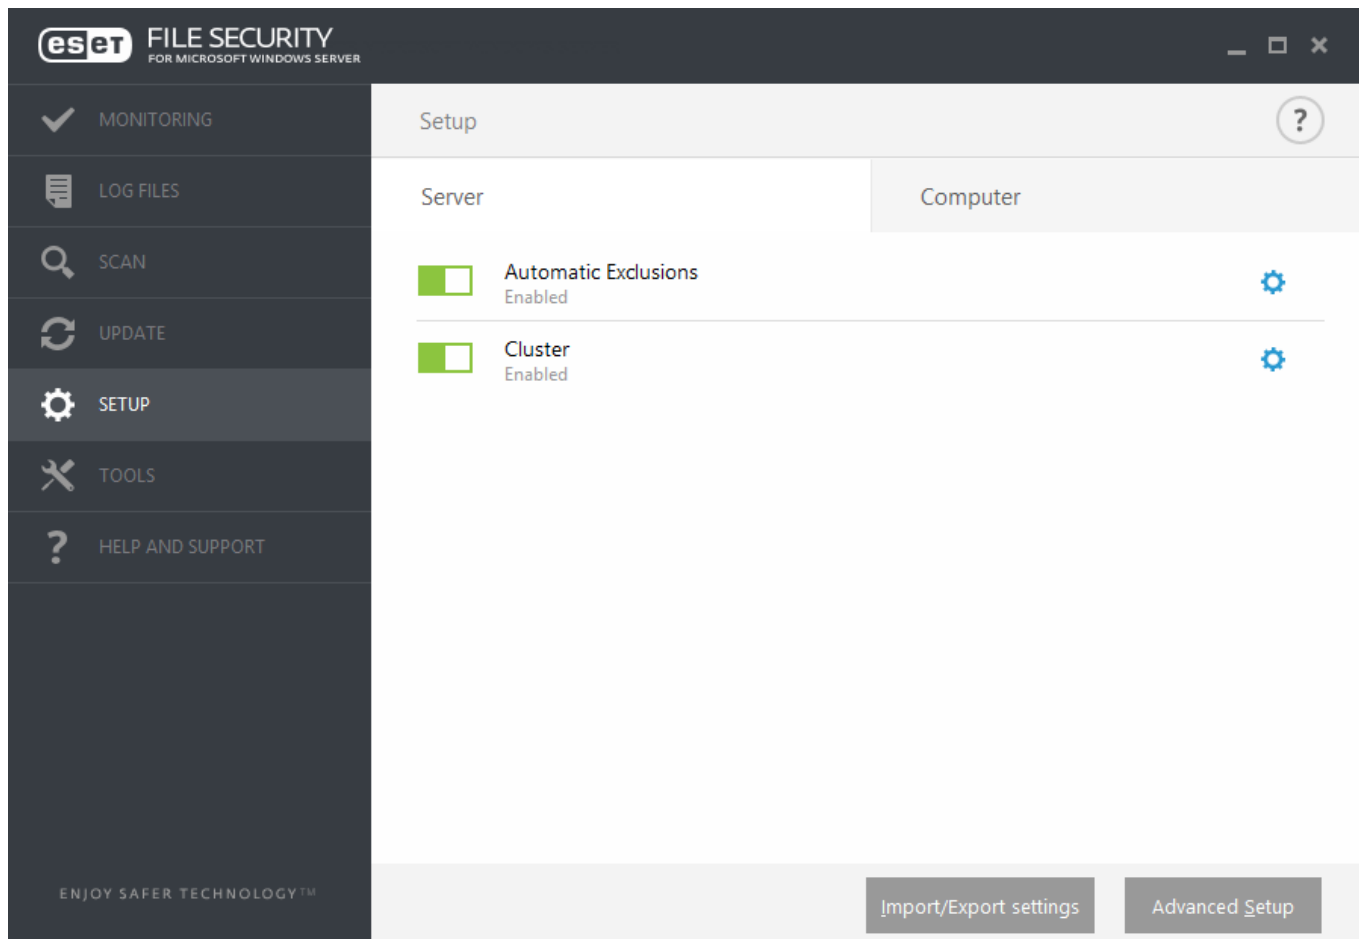 eset FILE SECURITY
FOR MICROSOFT WINDOWS SERVER
MONITORING
LOG FILES
SCAN
UPDATE
SETUP
TOOLS
HELP AND SUPPORT
ENJOY SAFER TECHNOLOGY™
Setup
?
Server
Computer
Automatic Exclusions
Enabled
Cluster
Enabled
Import/Export settings
Advanced Setup